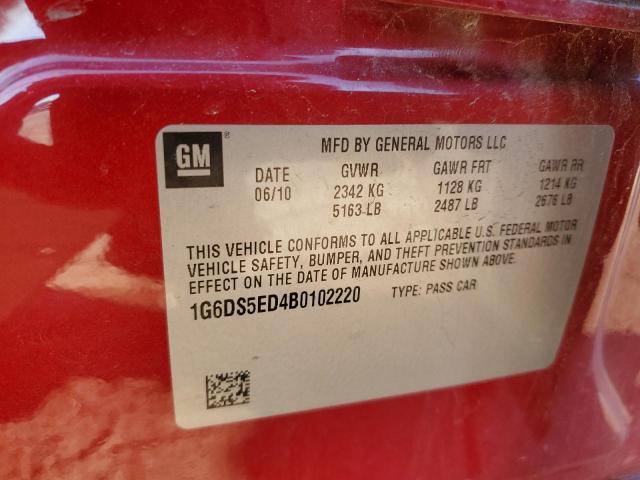 GM ®
MFD BY GENERAL MOTORS LLC
DATE GVWR GAWR FRT GAWR RR
06/10 2342 KG 1128 KG 1214 KG
5163 LB 2487 LB 2676 LB
THIS VEHICLE CONFORMS TO ALL APPLICABLE U.S. FEDERAL MOTOR
VEHICLE SAFETY, BUMPER, AND THEFT PREVENTION STANDARDS IN
EFFECT ON THE DATE OF MANUFACTURE SHOWN ABOVE.
1G6DS5ED4B0102220 TYPE: PASS CAR